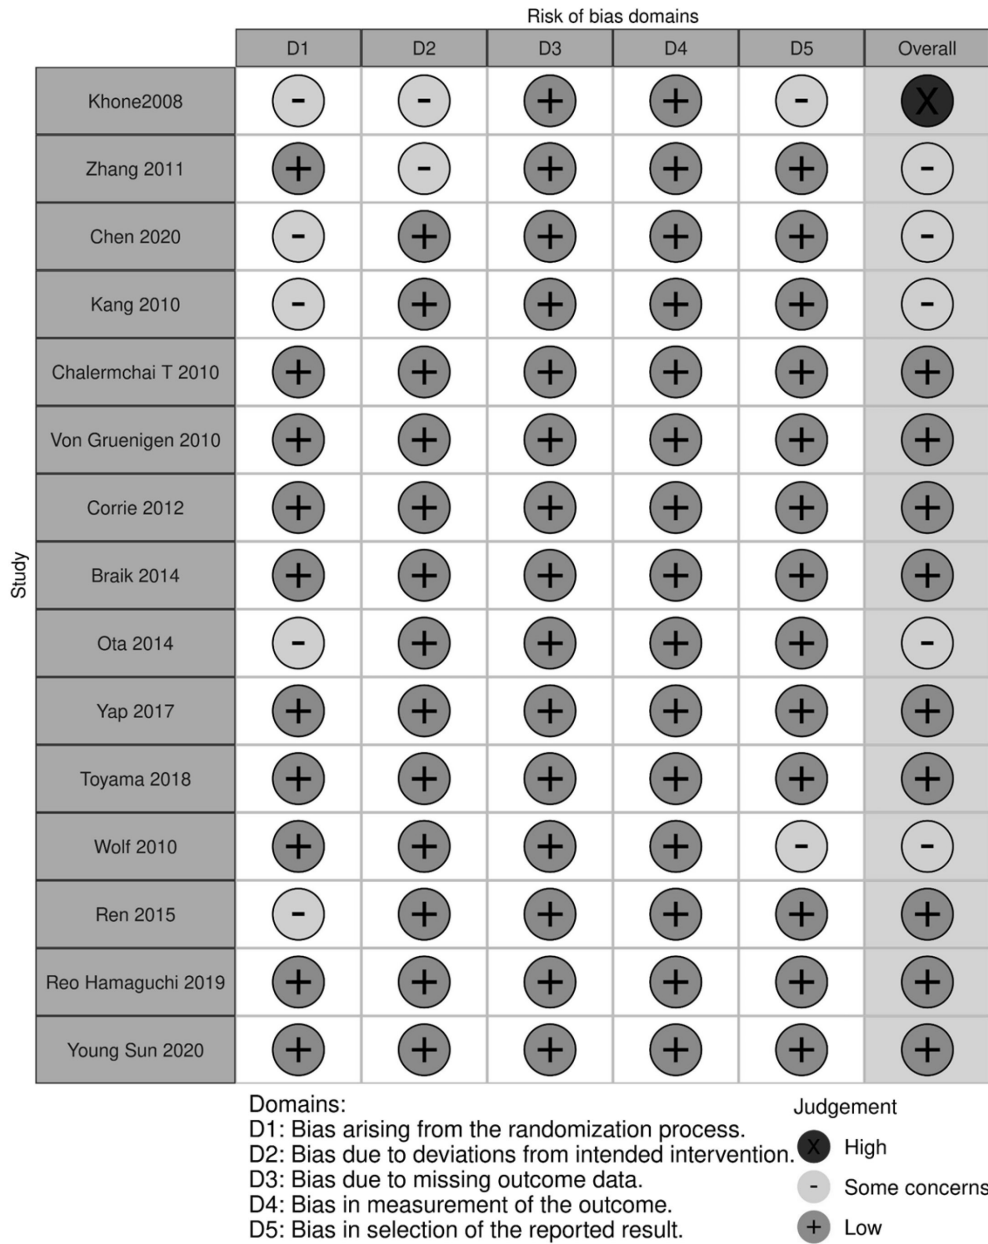 Risk of bias domains
D1 D2 D3 D4 D5 Overall
Study
Khone2008 - - + + - X
Zhang 2011 + - + + + -
Chen 2020 - + + + + -
Kang 2010 - + + + + -
Chalermchai T 2010 + + + + + +
Von Gruenigen 2010 + + + + + +
Corrie 2012 + + + + + +
Braik 2014 + + + + + +
Ota 2014 - + + + + -
Yap 2017 + + + + + +
Toyama 2018 + + + + + +
Wolf 2010 + + + + - -
Ren 2015 - + + + + +
Reo Hamaguchi 2019 + + + + + +
Young Sun 2020 + + + + + +
Domains:
D1: Bias arising from the randomization process.
D2: Bias due to deviations from intended intervention.
D3: Bias due to missing outcome data.
D4: Bias in measurement of the outcome.
D5: Bias in selection of the reported result.
Judgement
X High
- Some concerns
+ Low